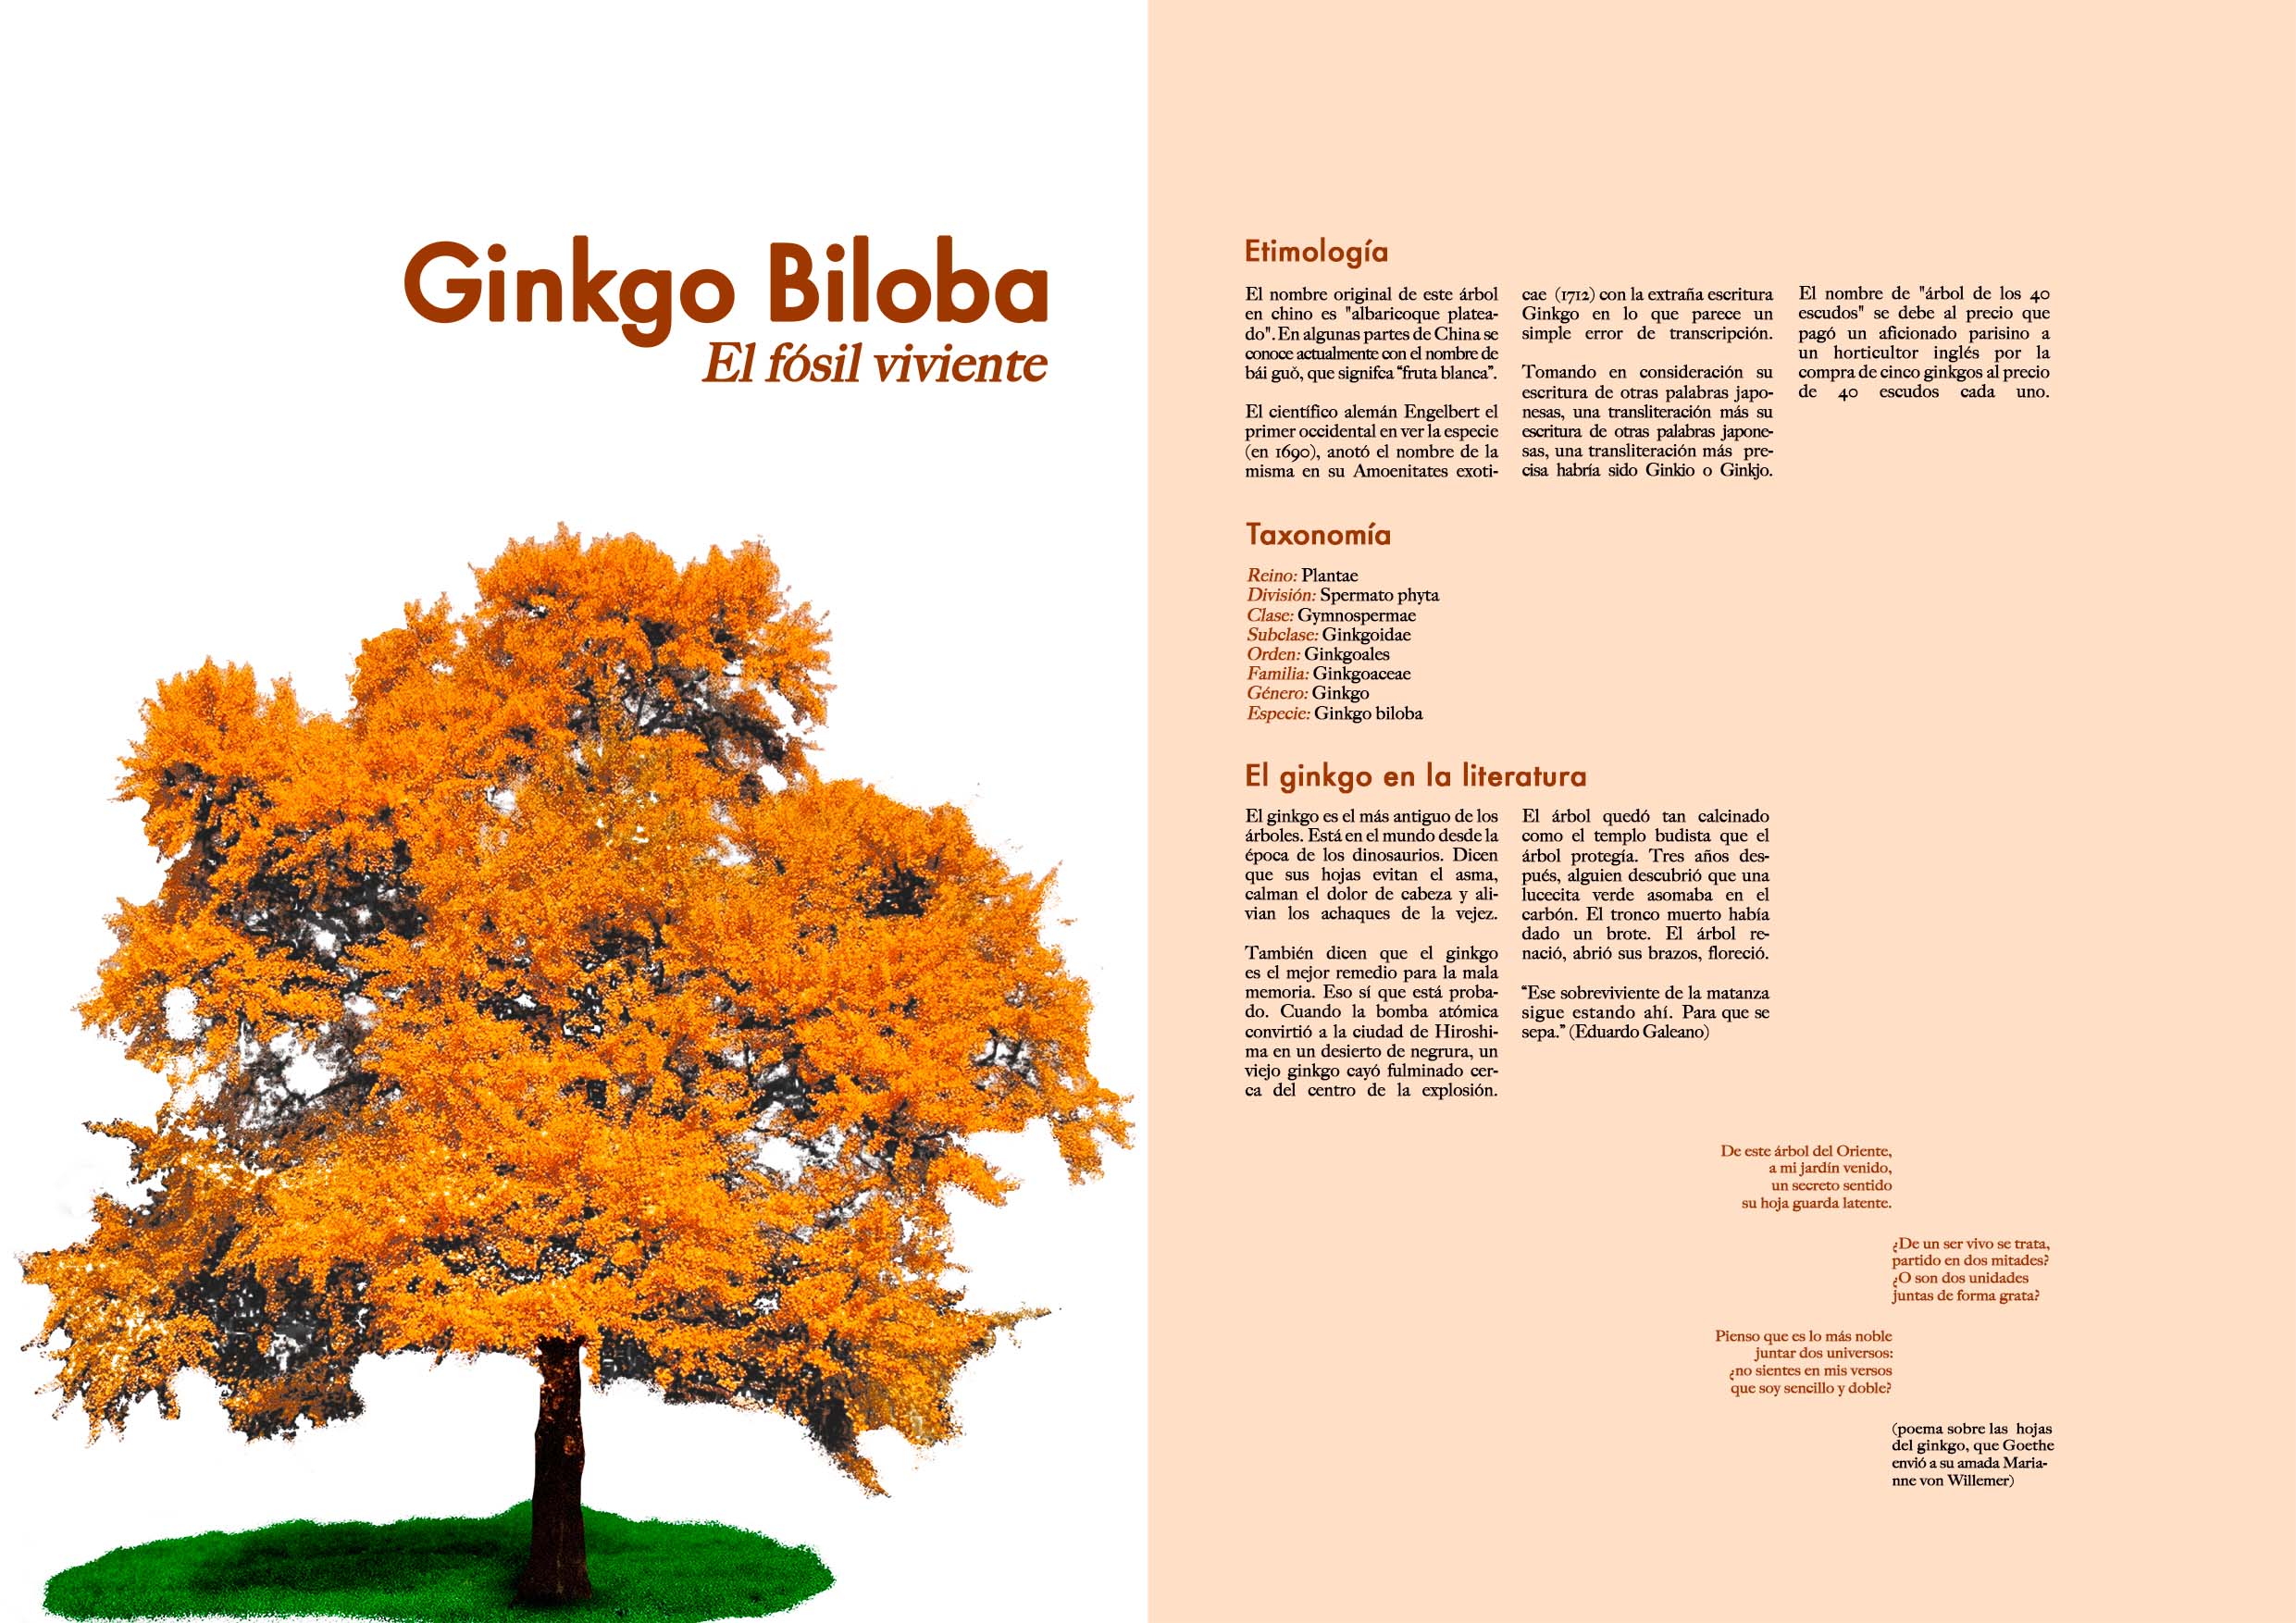 Ginkgo Biloba
El fósil viviente
Etimología
El nombre original de este árbol
en chino es "albaricoque platea-
do". En algunas partes de China se
conoce actualmente con el nombre de
bái guǒ, que signifca “fruta blanca”.
El científico alemán Engelbert el
primer occidental en ver la especie
(en 1690), anotó el nombre de la
misma en su Amoenitates exoti-
cae (1712) con la extraña escritura
Ginkgo en lo que parece un
simple error de transcripción.
Tomando en consideración su
escritura de otras palabras japo-
nesas, una transliteración más su
escritura de otras palabras japone-
sas, una transliteración más pre-
cisa habría sido Ginkio o Ginkjo.
El nombre de "árbol de los 40
escudos" se debe al precio que
pagó un aficionado parisino a
un horticultor inglés por la
compra de cinco ginkgos al precio
de 40 escudos cada uno.
Taxonomía
Reino: Plantae
División: Spermato phyta
Clase: Gymnospermae
Subclase: Ginkgoidae
Orden: Ginkgoales
Familia: Ginkgoaceae
Género: Ginkgo
Especie: Ginkgo biloba
El ginkgo en la literatura
El ginkgo es el más antiguo de los
árboles. Está en el mundo desde la
época de los dinosaurios. Dicen
que sus hojas evitan el asma,
calman el dolor de cabeza y ali-
vian los achaques de la vejez.
También dicen que el ginkgo
es el mejor remedio para la mala
memoria. Eso sí que está proba-
do. Cuando la bomba atómica
convirtió a la ciudad de Hiroshi-
ma en un desierto de negrura, un
viejo ginkgo cayó fulminado cer-
ca del centro de la explosión.
El árbol quedó tan calcinado
como el templo budista que el
árbol protegía. Tres años des-
pués, alguien descubrió que una
lucecita verde asomaba en el
carbón. El tronco muerto había
dado un brote. El árbol re-
nació, abrió sus brazos, floreció.
“Ese sobreviviente de la matanza
sigue estando ahí. Para que se
sepa.” (Eduardo Galeano)
De este árbol del Oriente,
a mi jardín venido,
un secreto sentido
su hoja guarda latente.
¿De un ser vivo se trata,
partido en dos mitades?
¿O son dos unidades
juntas de forma grata?
Pienso que es lo más noble
juntar dos universos:
¿no sientes en mis versos
que soy sencillo y doble?
(poema sobre las hojas
del ginkgo, que Goethe
envió a su amada Maria-
nne von Willemer)